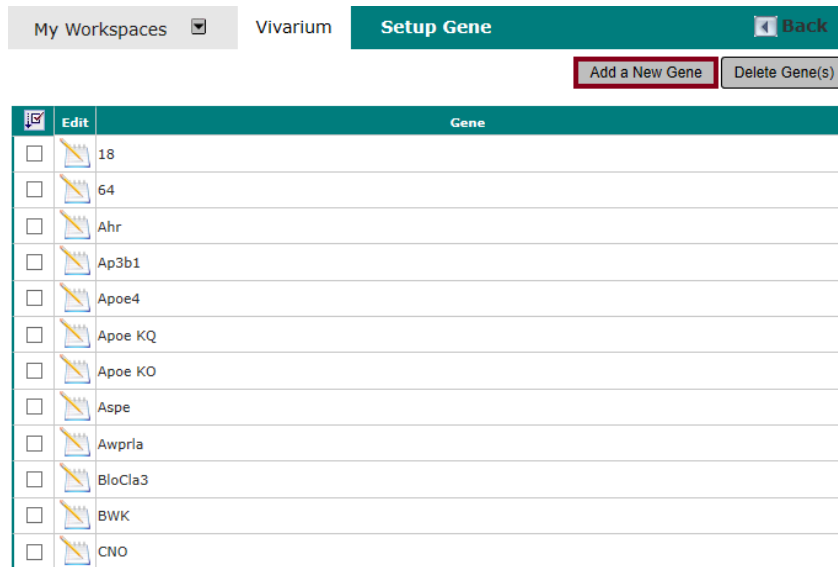 My Workspaces Vivarium Setup Gene Back
Add a New Gene Delete Gene(s)
Edit Gene
18
64
Ahr
Ap3b1
Apoe4
Apoe KQ
Apoe KO
Aspe
Awprla
BloCla3
BWK
CNO